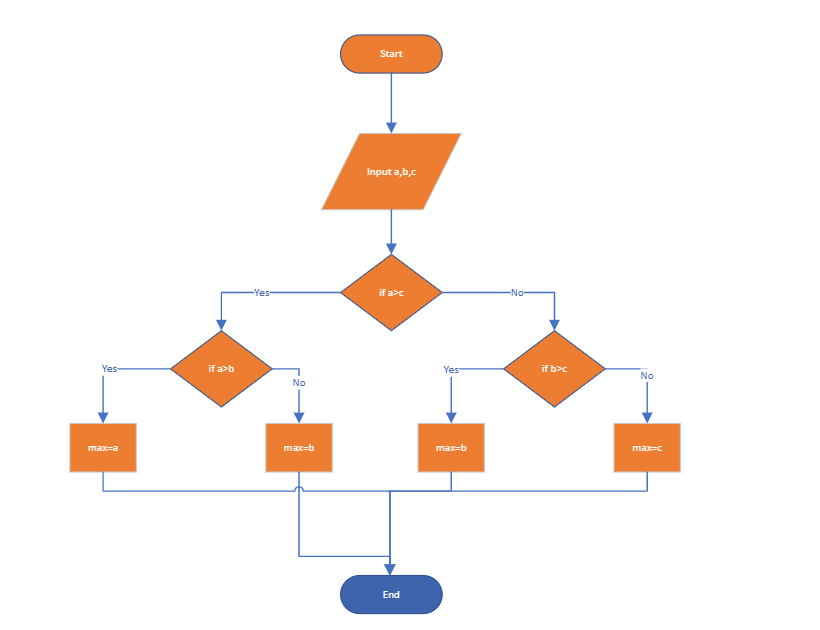 Start
Input a,b,c
if a>c
Yes
No
if a>b
if b>c
Yes
No
Yes
No
max=a
max=b
max=b
max=c
End